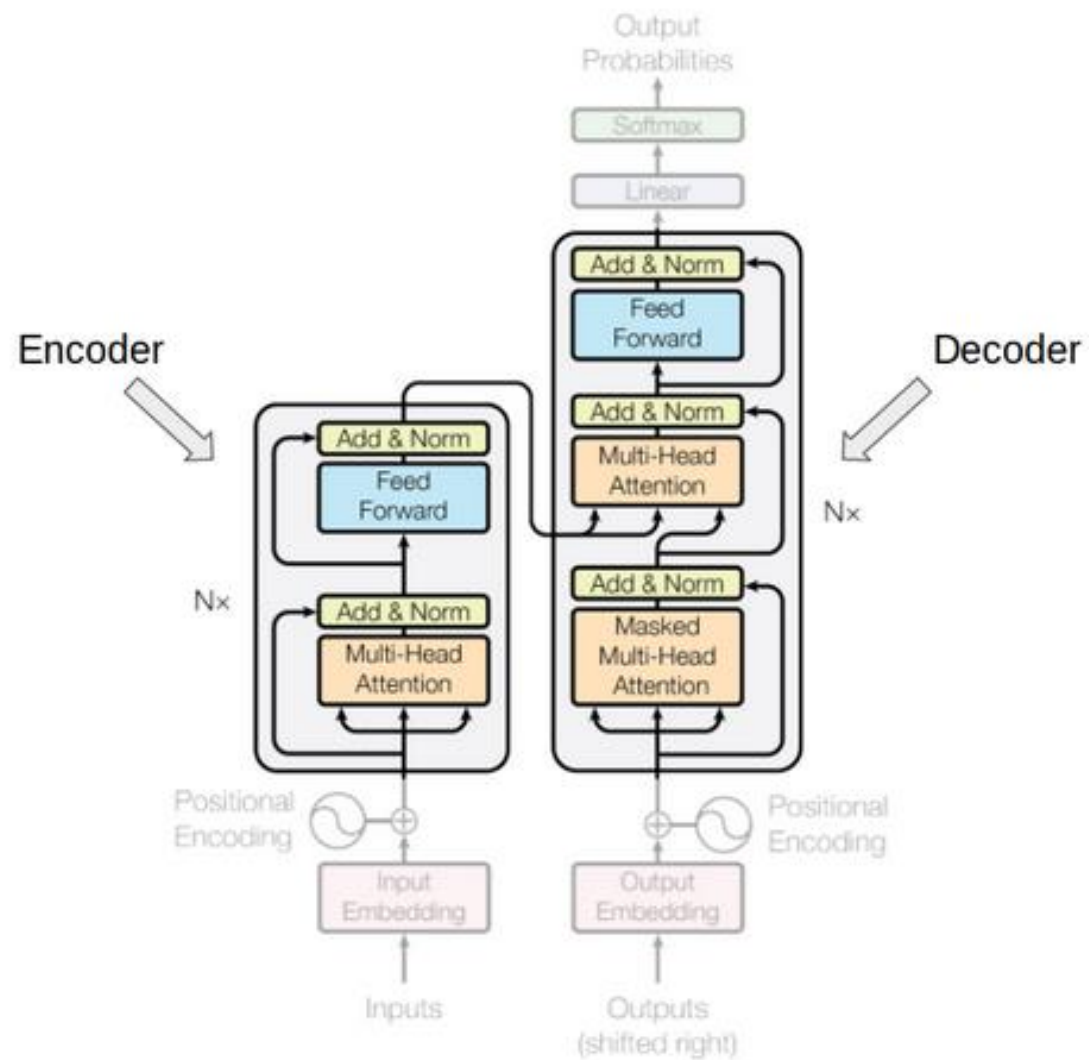 Output
Probabilities
Softmax
Linear
Add & Norm
Feed
Forward
Add & Norm
Multi-Head
Attention
Add & Norm
Masked
Multi-Head
Attention
Nx
Decoder
Encoder
Add & Norm
Feed
Forward
Add & Norm
Multi-Head
Attention
Nx
Positional
Encoding
Input
Embedding
Inputs
Positional
Encoding
Output
Embedding
Outputs
(shifted right)